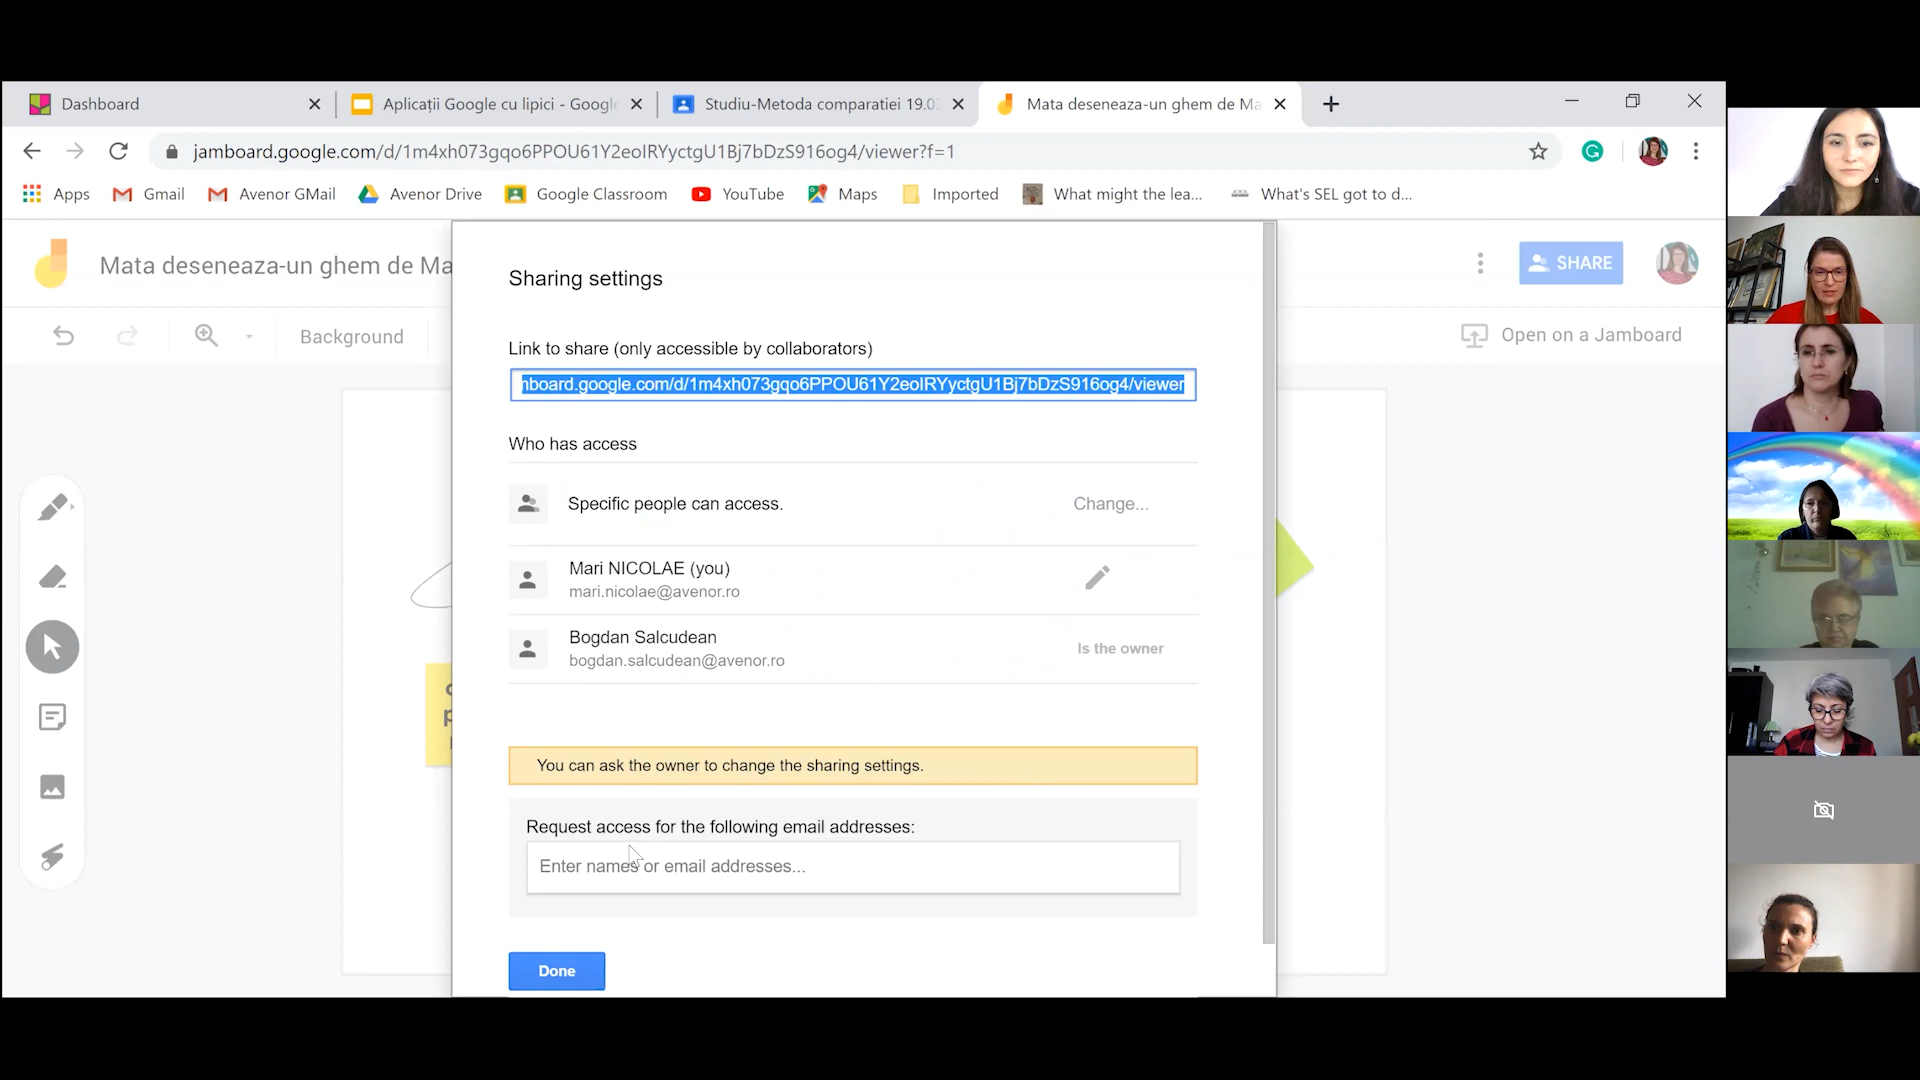 Dashboard
Aplicații Google cu lipici - Google
Studiu-Metoda comparatiei 19.0
Mata deseneaza-un ghem de Ma
jamboard.google.com/d/1m4xh073gqo6PPOU61Y2eoIRYyctgU1Bj7bDzS916og4/viewer?f=1
Apps
Gmail
Avenor GMail
Avenor Drive
Google Classroom
YouTube
Maps
Imported
What might the lea...
What's SEL got to d...
Mata deseneaza-un ghem de Ma
SHARE
Background
Open on a Jamboard
Sharing settings
Link to share (only accessible by collaborators)
nboard.google.com/d/1m4xh073gqo6PPOU61Y2eoIRYyctgU1Bj7bDzS916og4/viewer
Who has access
Specific people can access.
Change...
Mari NICOLAE (you)
mari.nicolae@avenor.ro
Bogdan Salcudean
bogdan.salcudean@avenor.ro
Is the owner
You can ask the owner to change the sharing settings.
Request access for the following email addresses:
Enter names or email addresses...
Done